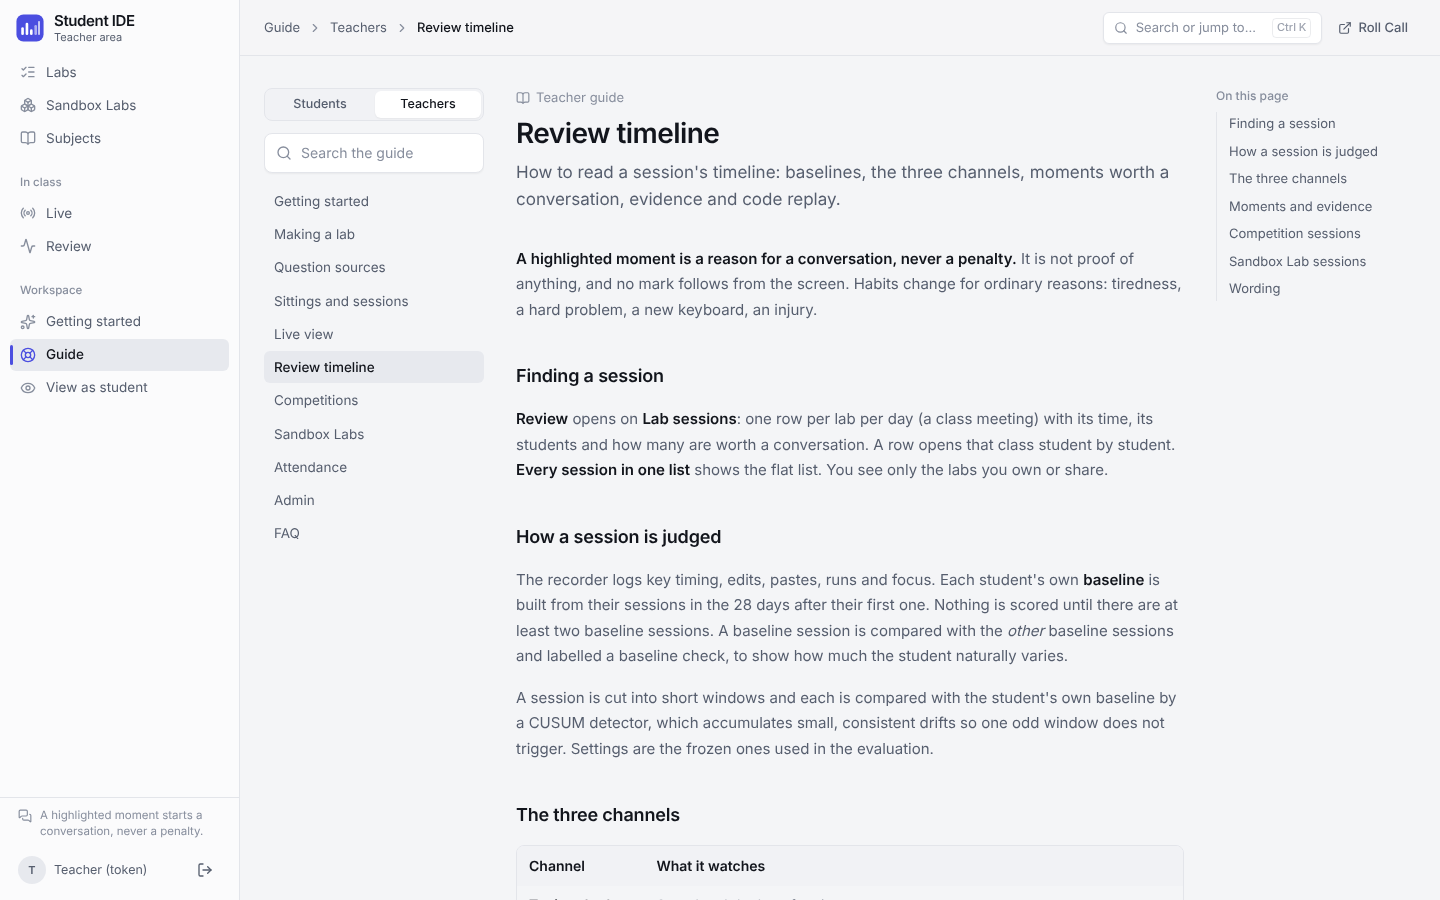 Student IDE
Teacher area
Labs
Sandbox Labs
Subjects
In class
Live
Review
Workspace
Getting started
Guide
View as student
A highlighted moment starts a
conversation, never a penalty.
T
Teacher (token)
Guide
Teachers
Review timeline
Search or jump to...
Ctrl K
Roll Call
Students
Teachers
Search the guide
Getting started
Making a lab
Question sources
Sittings and sessions
Live view
Review timeline
Competitions
Sandbox Labs
Attendance
Admin
FAQ
Teacher guide
Review timeline
How to read a session's timeline: baselines, the three channels, moments worth a
conversation, evidence and code replay.
A highlighted moment is a reason for a conversation, never a penalty. It is not proof of
anything, and no mark follows from the screen. Habits change for ordinary reasons: tiredness,
a hard problem, a new keyboard, an injury.
Finding a session
Review opens on Lab sessions: one row per lab per day (a class meeting) with its time, its
students and how many are worth a conversation. A row opens that class student by student.
Every session in one list shows the flat list. You see only the labs you own or share.
How a session is judged
The recorder logs key timing, edits, pastes, runs and focus. Each student's own baseline is
built from their sessions in the 28 days after their first one. Nothing is scored until there are at
least two baseline sessions. A baseline session is compared with the other baseline sessions
and labelled a baseline check, to show how much the student naturally varies.
A session is cut into short windows and each is compared with the student's own baseline by
a CUSUM detector, which accumulates small, consistent drifts so one odd window does not
trigger. Settings are the frozen ones used in the evaluation.
The three channels
Channel
What it watches
On this page
Finding a session
How a session is judged
The three channels
Moments and evidence
Competition sessions
Sandbox Lab sessions
Wording